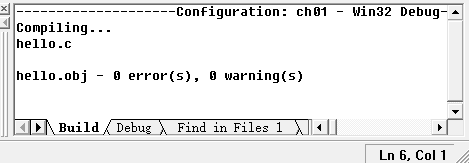 --------------------Configuration: ch01 - Win32 Debug-
Compiling...
hello.c
hello.obj - 0 error(s), 0 warning(s)
Build Debug Find in Files 1
Ln 6, Col 1